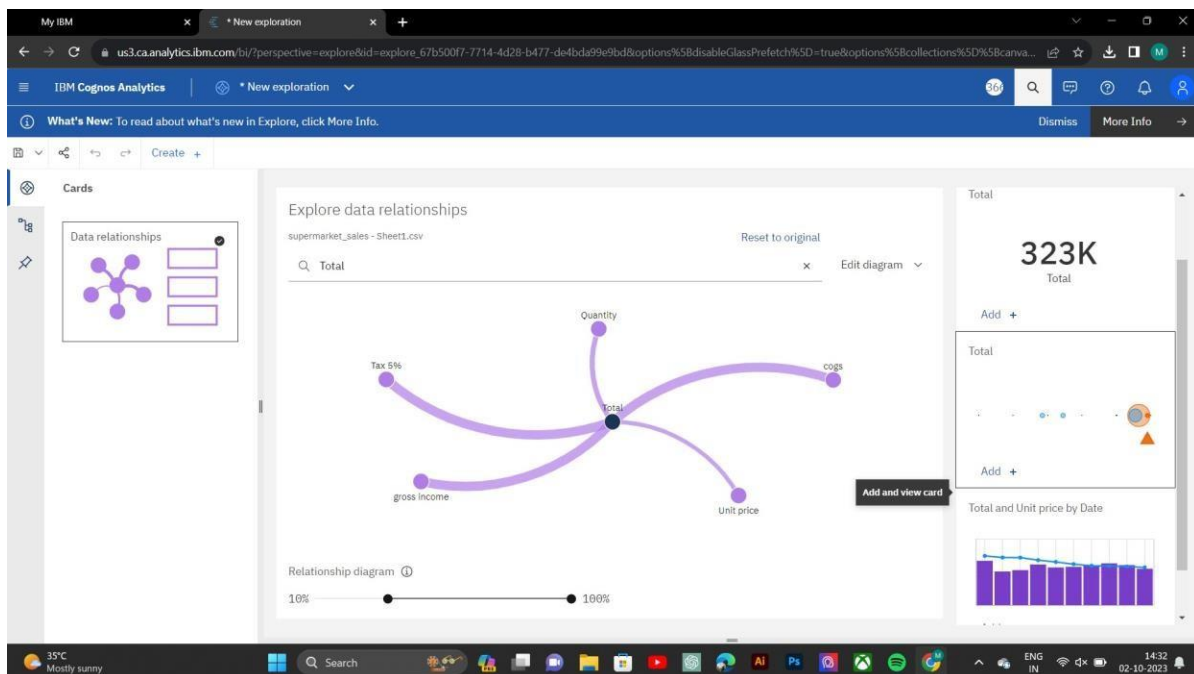 My IBM
* New exploration
us3.ca.analytics.ibm.com/bi/?perspective=explore&id=explore_67b500f7-7714-4d28-b477-de4bda99e9bd&options%5BdisableGlassPrefetch%5D=true&options%5Bcollections%5D%5Bcanva...
M
IBM Cognos Analytics
* New exploration
What's New: To read about what's new in Explore, click More Info.
Dismiss
More Info
Create +
Cards
Data relationships
Explore data relationships
supermarket_sales - Sheet1.csv
Reset to original
Total
Edit diagram
Quantity
Tax 5%
cogs
Total
gross income
Unit price
Relationship diagram
10%
100%
Total
323K
Total
Add +
Total
Add +
Add and view card
Total and Unit price by Date
35°C
Mostly sunny
Search
Ai
Ps
ENG
IN
14:32
02-10-2023